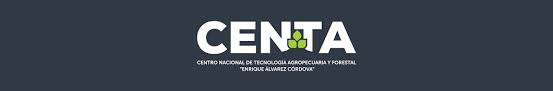 CENTA
CENTRO NACIONAL DE TECNOLOGÍA AGROPECUARIA Y FORESTAL
"ENRIQUE ÁLVAREZ CÓRDOVA"